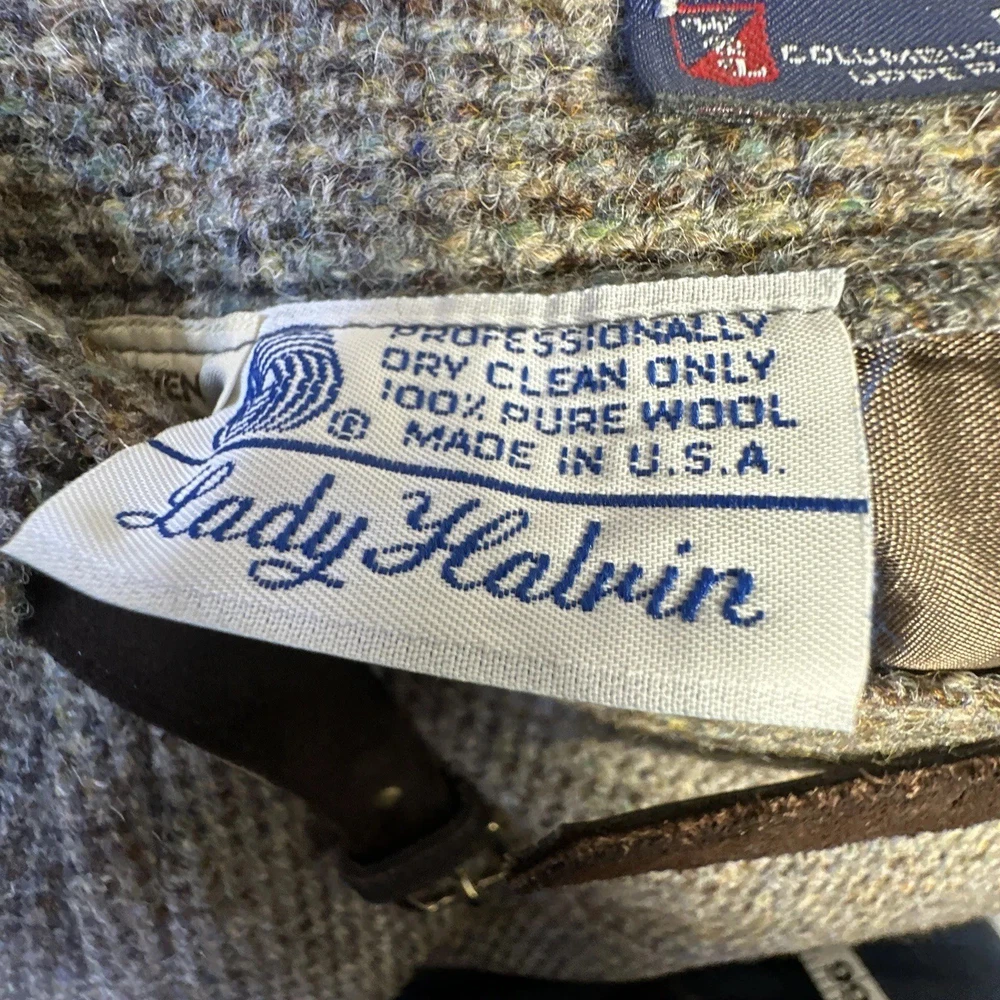 PROFESSIONALLY
DRY CLEAN ONLY
100% PURE WOOL
® MADE IN U.S.A.
Lady Halvin